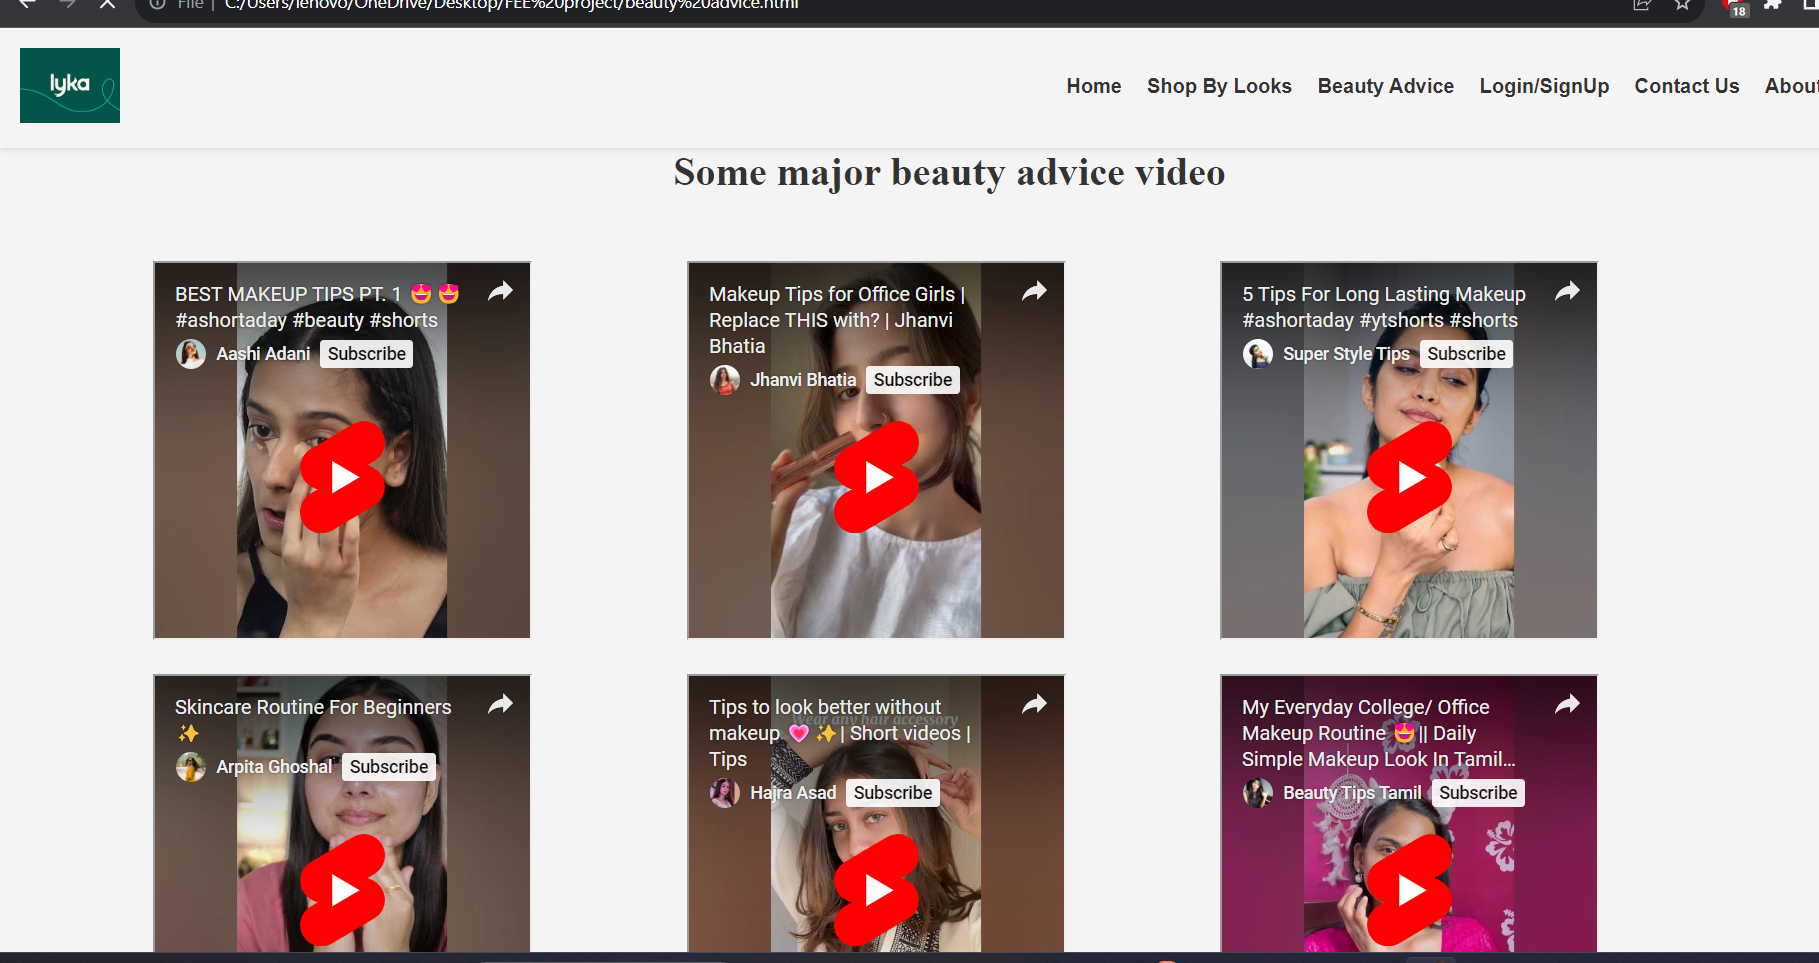 File | C:/Users/lenovo/OneDrive/Desktop/FEE%20project/beauty%20advice.html
18
lyka
Home Shop By Looks Beauty Advice Login/SignUp Contact Us About
Some major beauty advice video
BEST MAKEUP TIPS PT. 1 🤩🤩
#ashortaday #beauty #shorts
Aashi Adani Subscribe
Makeup Tips for Office Girls |
Replace THIS with? | Jhanvi
Bhatia
Jhanvi Bhatia Subscribe
5 Tips For Long Lasting Makeup
#ashortaday #ytshorts #shorts
Super Style Tips Subscribe
Skincare Routine For Beginners
✨
Arpita Ghoshal Subscribe
Tips to look better without
Wear any hair accessory
makeup 💗✨| Short videos |
Tips
Hajra Asad Subscribe
My Everyday College/ Office
Makeup Routine 🤩|| Daily
Simple Makeup Look In Tamil...
Beauty Tips Tamil Subscribe